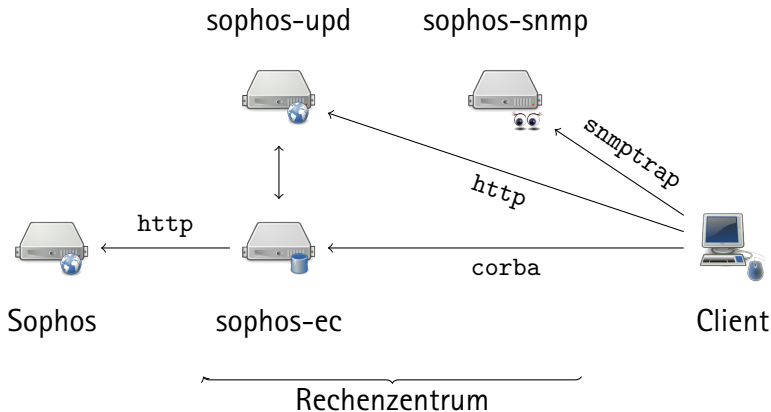 sophos-upd
sophos-snmp
snmptrap
http
http
corba
Sophos
sophos-ec
Client
Rechenzentrum